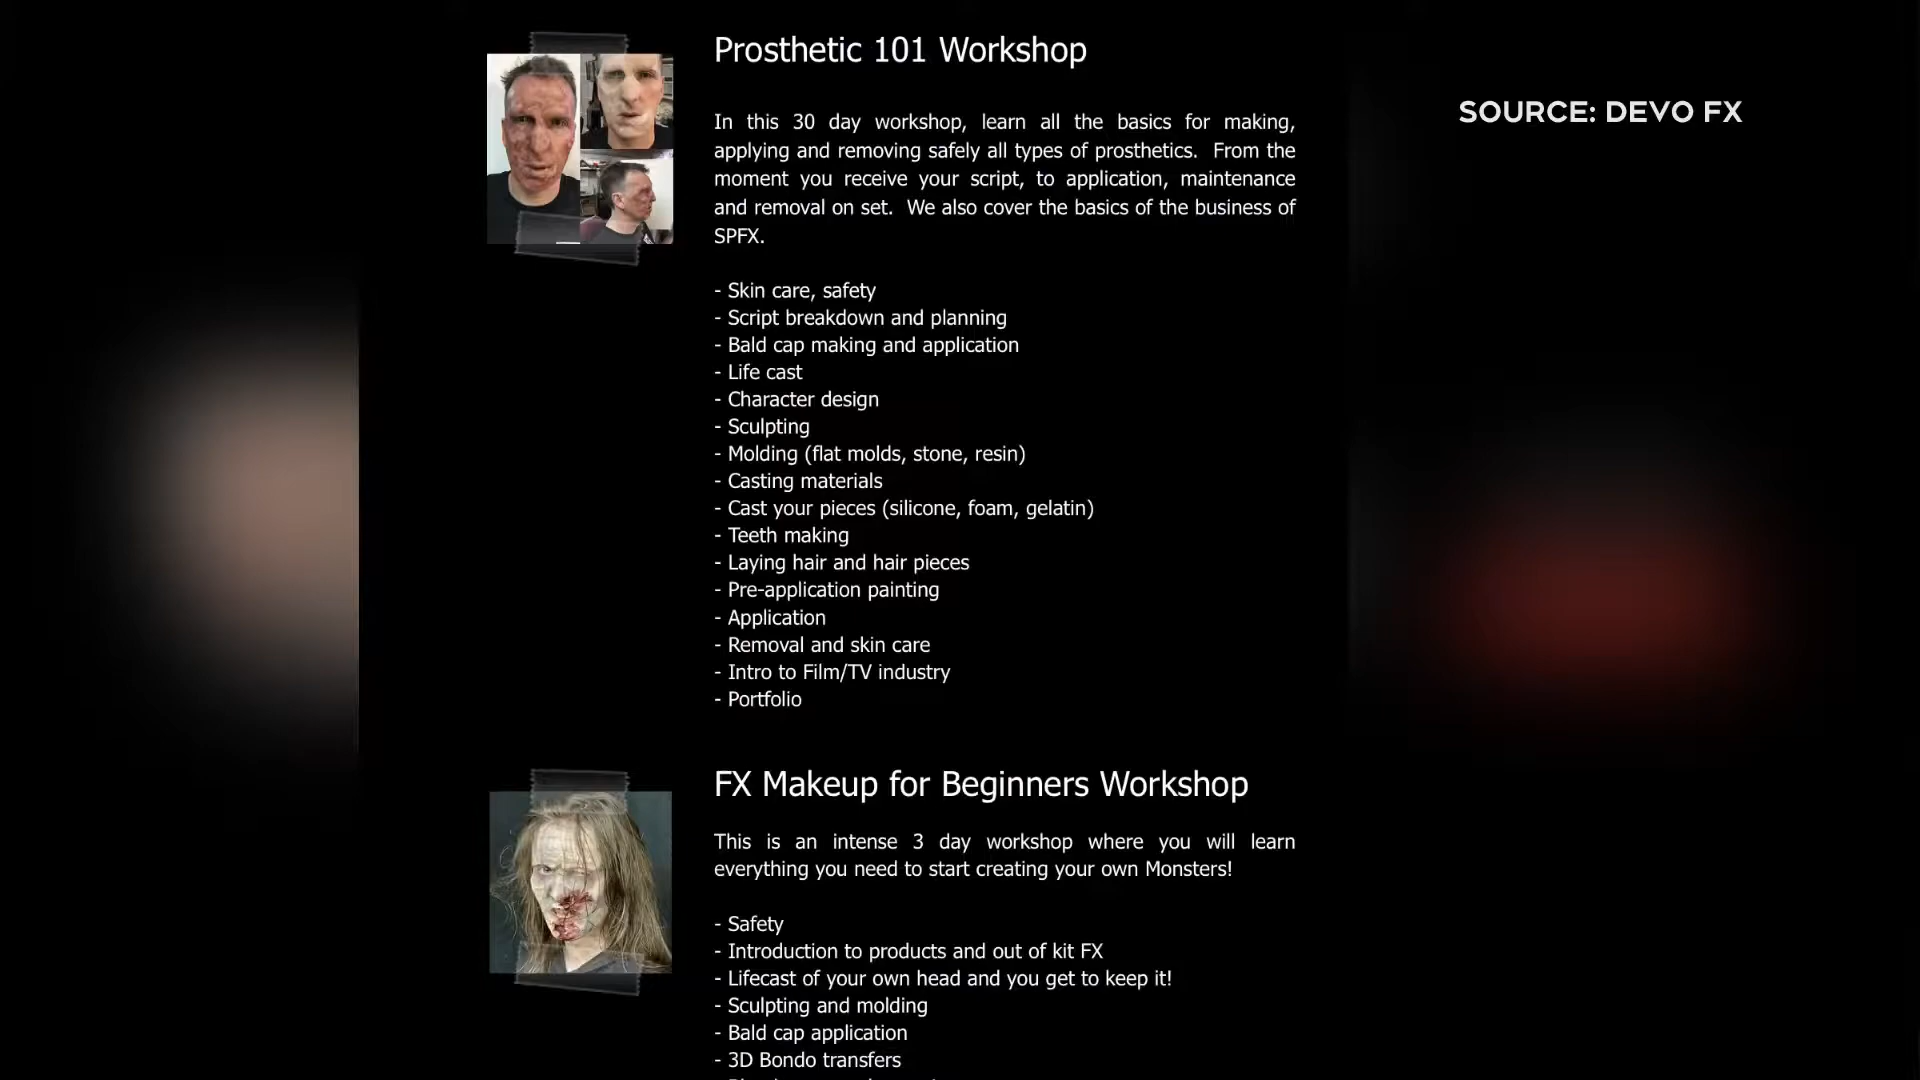 Prosthetic 101 Workshop
SOURCE: DEVO FX
In this 30 day workshop, learn all the basics for making,
applying and removing safely all types of prosthetics. From the
moment you receive your script, to application, maintenance
and removal on set. We also cover the basics of the business of
SPFX.
- Skin care, safety
- Script breakdown and planning
- Bald cap making and application
- Life cast
- Character design
- Sculpting
- Molding (flat molds, stone, resin)
- Casting materials
- Cast your pieces (silicone, foam, gelatin)
- Teeth making
- Laying hair and hair pieces
- Pre-application painting
- Application
- Removal and skin care
- Intro to Film/TV industry
- Portfolio
FX Makeup for Beginners Workshop
This is an intense 3 day workshop where you will learn
everything you need to start creating your own Monsters!
- Safety
- Introduction to products and out of kit FX
- Lifecast of your own head and you get to keep it!
- Sculpting and molding
- Bald cap application
- 3D Bondo transfers